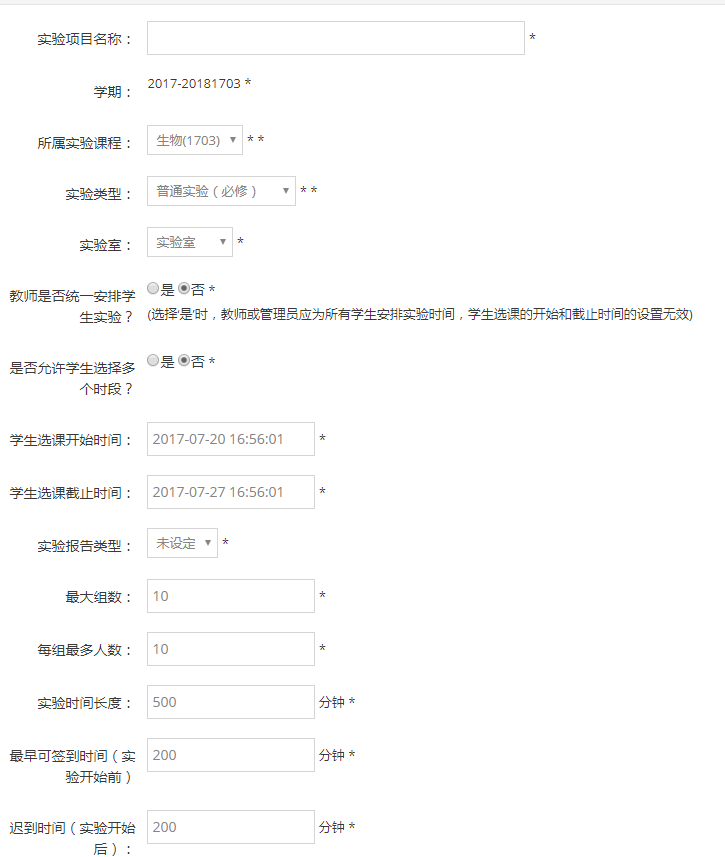 实验项目名称： *
学期： 2017-20181703 *
所属实验课程： 生物(1703) * *
实验类型： 普通实验（必修） * *
实验室： 实验室 *
教师是否统一安排学
生实验？
是 否 *
(选择'是'时，教师或管理员应为所有学生安排实验时间，学生选课的开始和截止时间的设置无效)
是否允许学生选择多
个时段？
是 否 *
学生选课开始时间： 2017-07-20 16:56:01 *
学生选课截止时间： 2017-07-27 16:56:01 *
实验报告类型： 未设定 *
最大组数： 10 *
每组最多人数： 10 *
实验时间长度： 500 分钟 *
最早可签到时间（实
验开始前）
200 分钟 *
迟到时间（实验开始
后）：
200 分钟 *